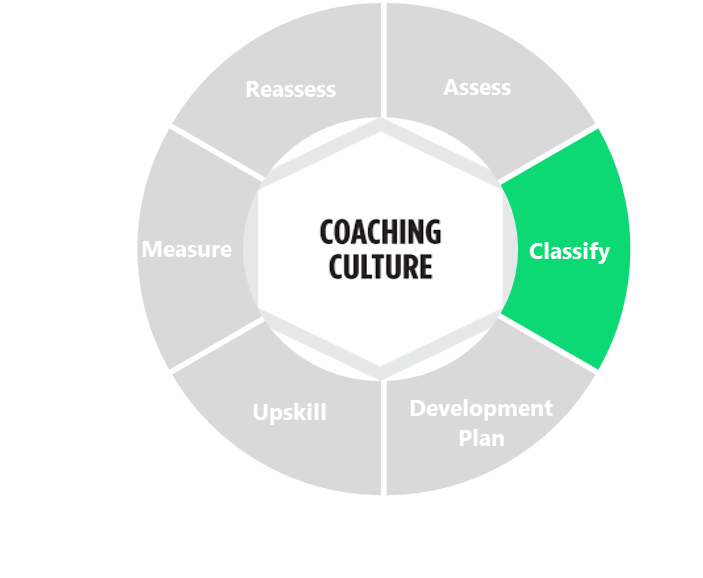 Reassess
Assess
Measure
COACHING
CULTURE
Classify
Upskill
Development
Plan